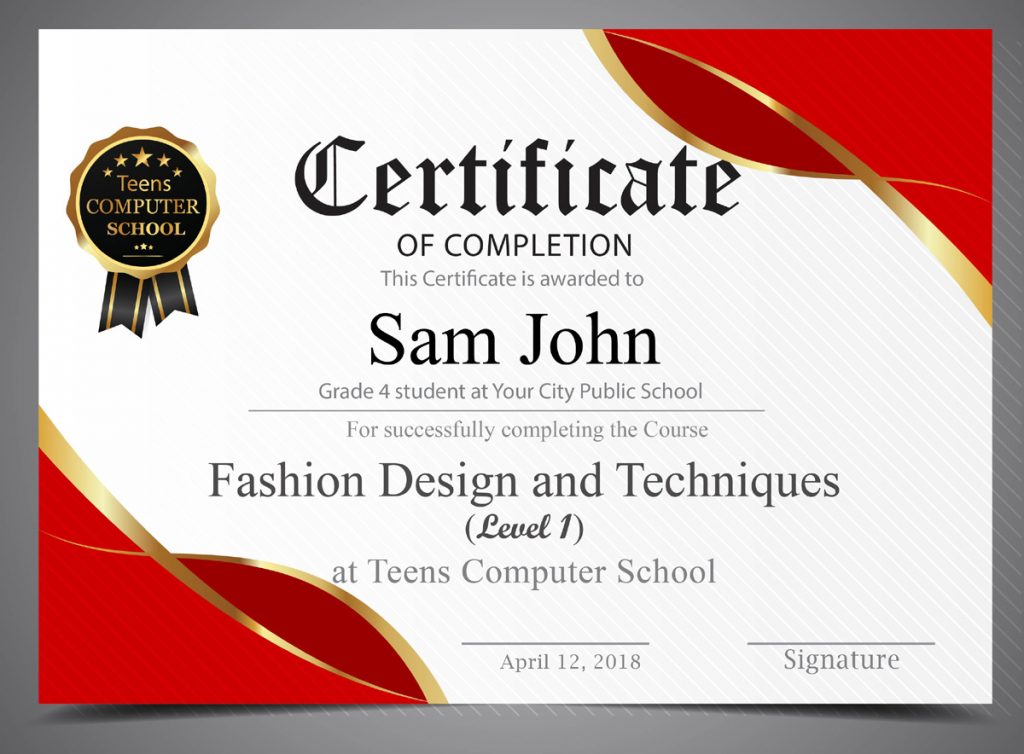 Teens
COMPUTER
SCHOOL
Certificate
OF COMPLETION
This Certificate is awarded to
Sam John
Grade 4 student at Your City Public School
For successfully completing the Course
Fashion Design and Techniques
(Level 1)
at Teens Computer School
April 12, 2018
Signature